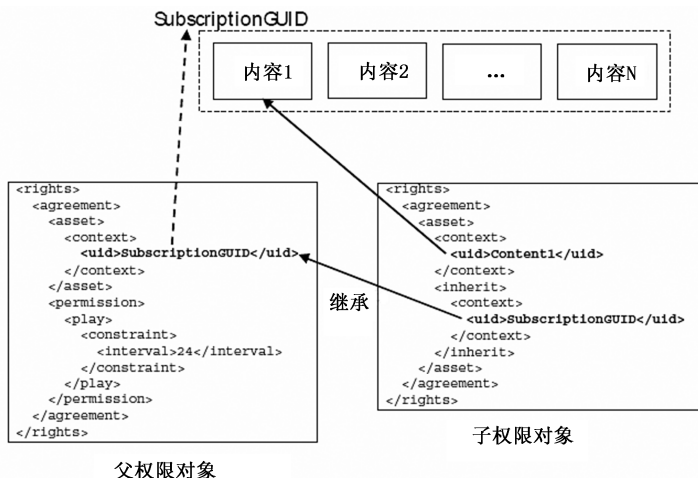 SubscriptionGUID
内容1
内容2
...
内容N
<rights>
<agreement>
<asset>
<context>
<uid>SubscriptionGUID</uid>
</context>
</asset>
<permission>
<play>
<constraint>
<interval>24</interval>
</constraint>
</play>
</permission>
</agreement>
</rights>
父权限对象
继承
<rights>
<agreement>
<asset>
<context>
<uid>Content1</uid>
</context>
<inherit>
<context>
<uid>SubscriptionGUID</uid>
</context>
</inherit>
</asset>
</agreement>
</rights>
子权限对象